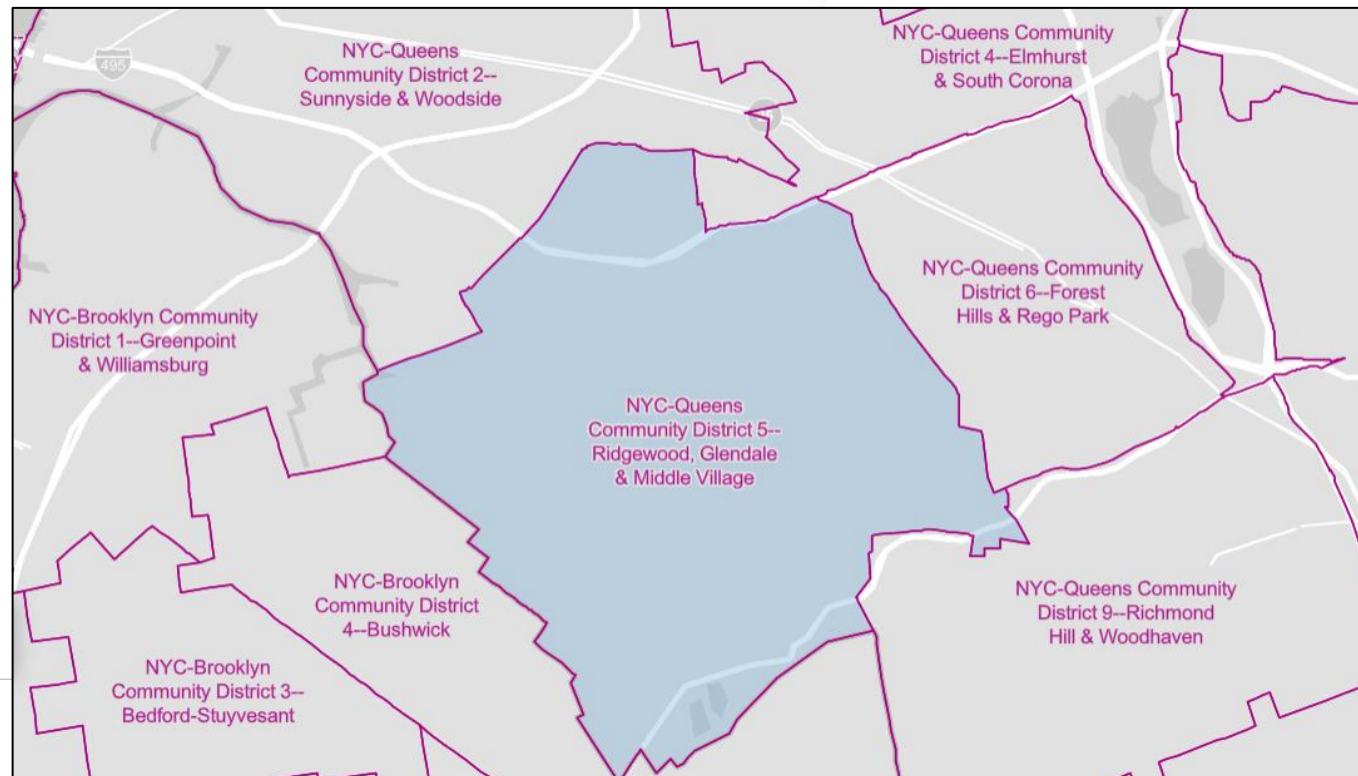 NYC-Queens
Community District 2--
Sunnyside & Woodside
NYC-Queens Community
District 4--Elmhurst
& South Corona
495
NYC-Brooklyn Community
District 1--Greenpoint
& Williamsburg
NYC-Queens Community
District 6--Forest
Hills & Rego Park
NYC-Queens
Community District 5--
Ridgewood, Glendale
& Middle Village
NYC-Brooklyn
Community District
4--Bushwick
NYC-Queens Community
District 9--Richmond
Hill & Woodhaven
NYC-Brooklyn
Community District 3--
Bedford-Stuyvesant